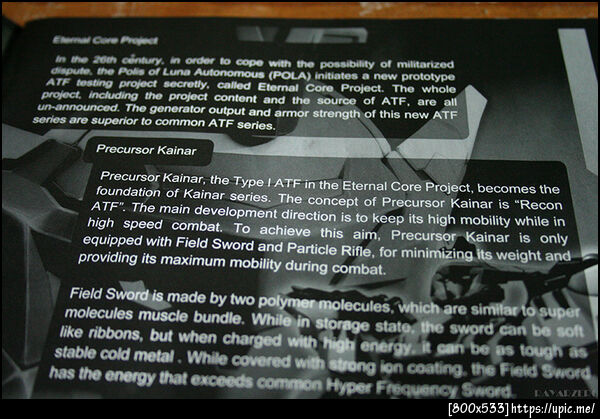 Eternal Core Project
In the 26th century, in order to cope with the possibility of militarized
dispute, the Polis of Luna Autonomous (POLA) initiates a new prototype
ATF testing project secretly, called Eternal Core Project. The whole
project, including the project content and the source of ATF, are all
un-announced. The generator output and armor strength of this new ATF
series are superior to common ATF series.
Precursor Kainar
Precursor Kainar, the Type I ATF in the Eternal Core Project, becomes the
foundation of Kainar series. The concept of Precursor Kainar is “Recon
ATF”. The main development direction is to keep its high mobility while in
high speed combat. To achieve this aim, Precursor Kainar is only
equipped with Field Sword and Particle Rifle, for minimizing its weight and
providing its maximum mobility during combat.
Field Sword is made by two polymer molecules, which are similar to super
molecules muscle bundle. While in storage state, the sword can be soft
like ribbons, but when charged with high energy, it can be as tough as
stable cold metal . While covered with strong ion coating, the Field Sword
has the energy that exceeds common Hyper Frequency Sword.
[800x533]https://upic.me/